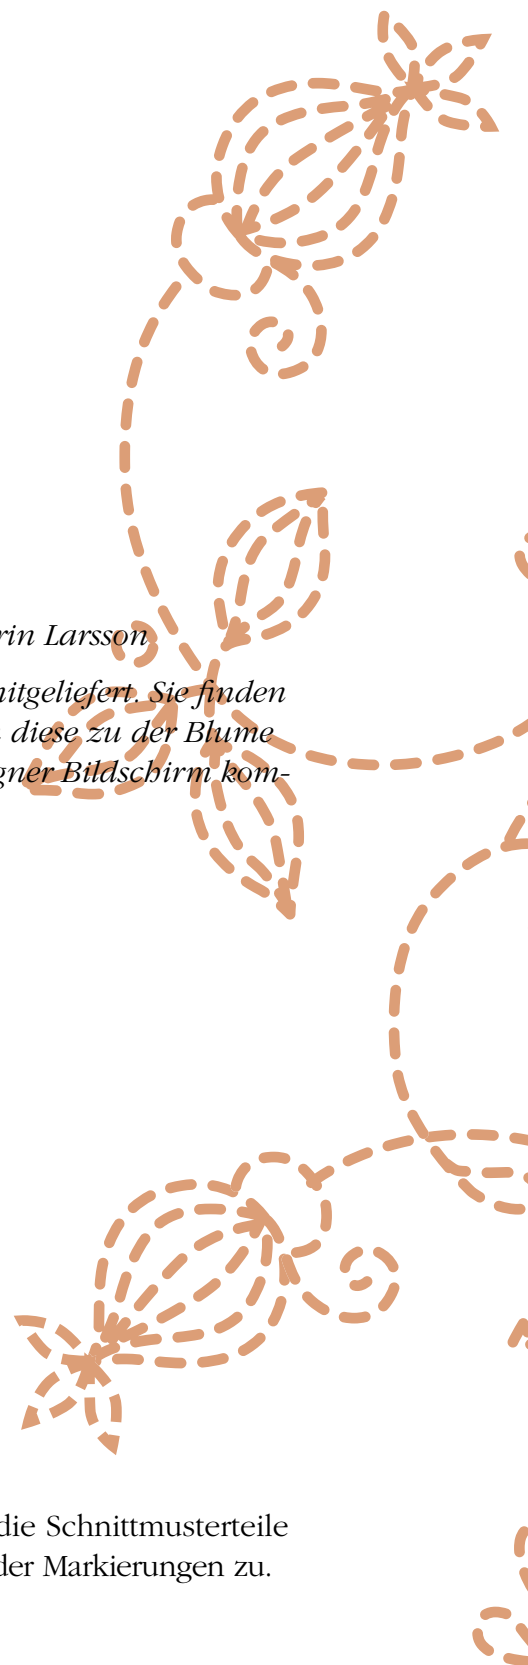 rin Larsson
nitgeliefert. Sie finden
diese zu der Blume
gner Bildschirm kom-
die Schnittmusterteile
der Markierungen zu.